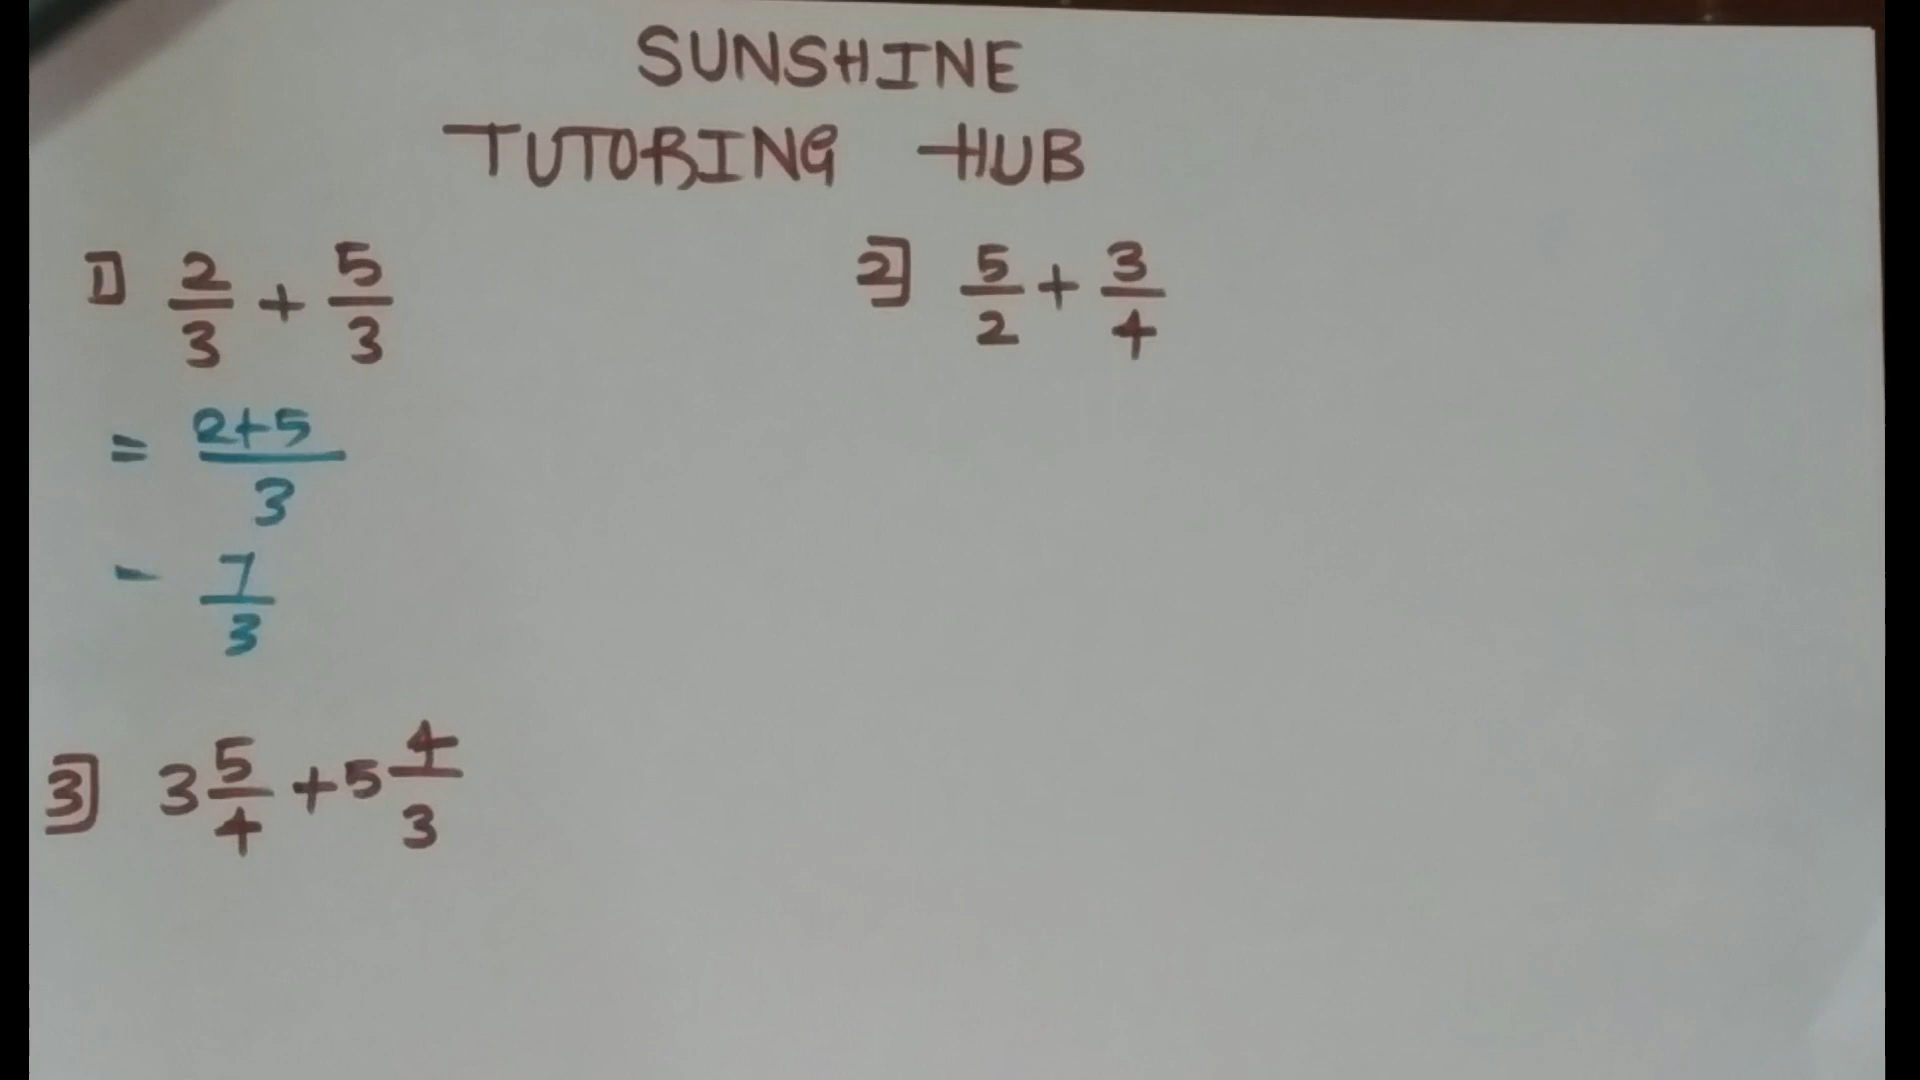 SUNSHINE
TUTORING HUB
1] 2/3 + 5/3
= 2+5/3
- 7/3
2] 5/2 + 3/4
3] 3 5/4 + 5 4/3